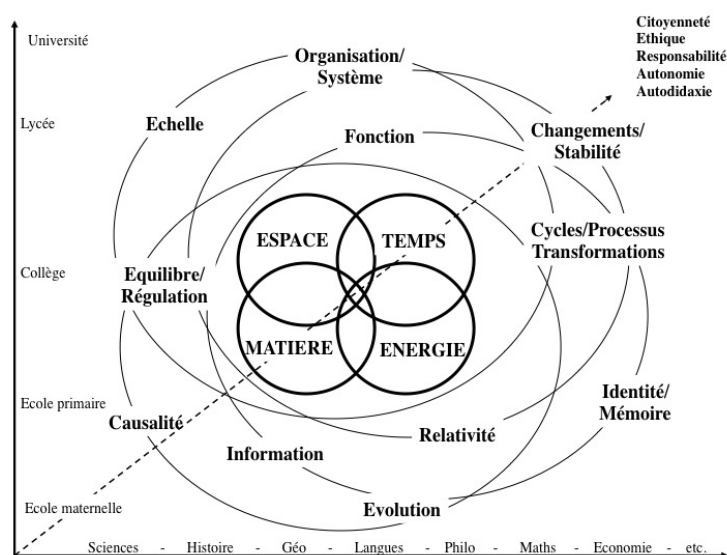 Citoyenneté
Ethique
Responsabilité
Autonomie
Autodidaxie
Université
Organisation/
Système
Lycée
Echelle
Fonction
Changements/
Stabilité
ESPACE
TEMPS
Cycles/Processus
Transformations
Collège
Equilibre/
Régulation
MATIERE
ENERGIE
Ecole primaire
Identité/
Mémoire
Causalité
Relativité
Information
Ecole maternelle
Evolution
Sciences - Histoire - Géo - Langues - Philo - Maths - Economie - etc.